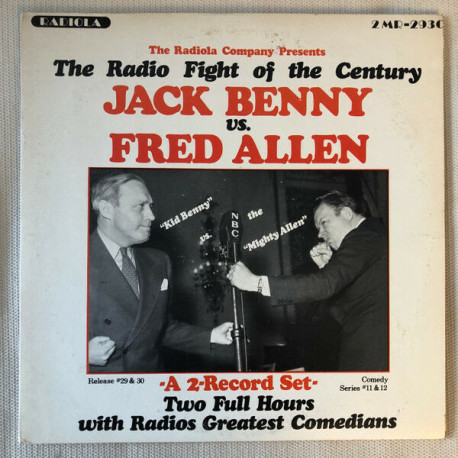 RADIOLA
2MR-2930
The Radiola Company Presents
The Radio Fight of the Century
JACK BENNY
vs.
FRED ALLEN
"Kid Benny"
vs.
the
"Mighty Allen"
NBC
Release #29 & 30
-A 2-Record Set-
Comedy
Series #11 & 12
Two Full Hours
with Radios Greatest Comedians